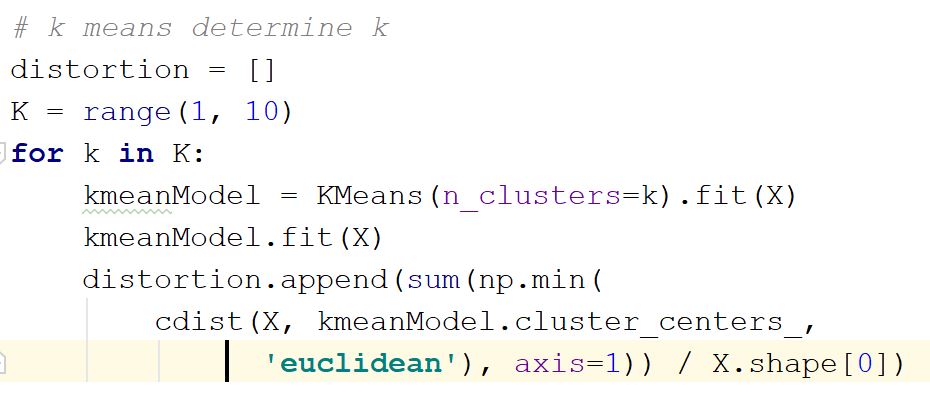 # k means determine k
distortion = []
K = range(1, 10)
for k in K:
    kmeanModel = KMeans(n_clusters=k).fit(X)
    kmeanModel.fit(X)
    distortion.append(sum(np.min(
        cdist(X, kmeanModel.cluster_centers_,
              'euclidean'), axis=1)) / X.shape[0])